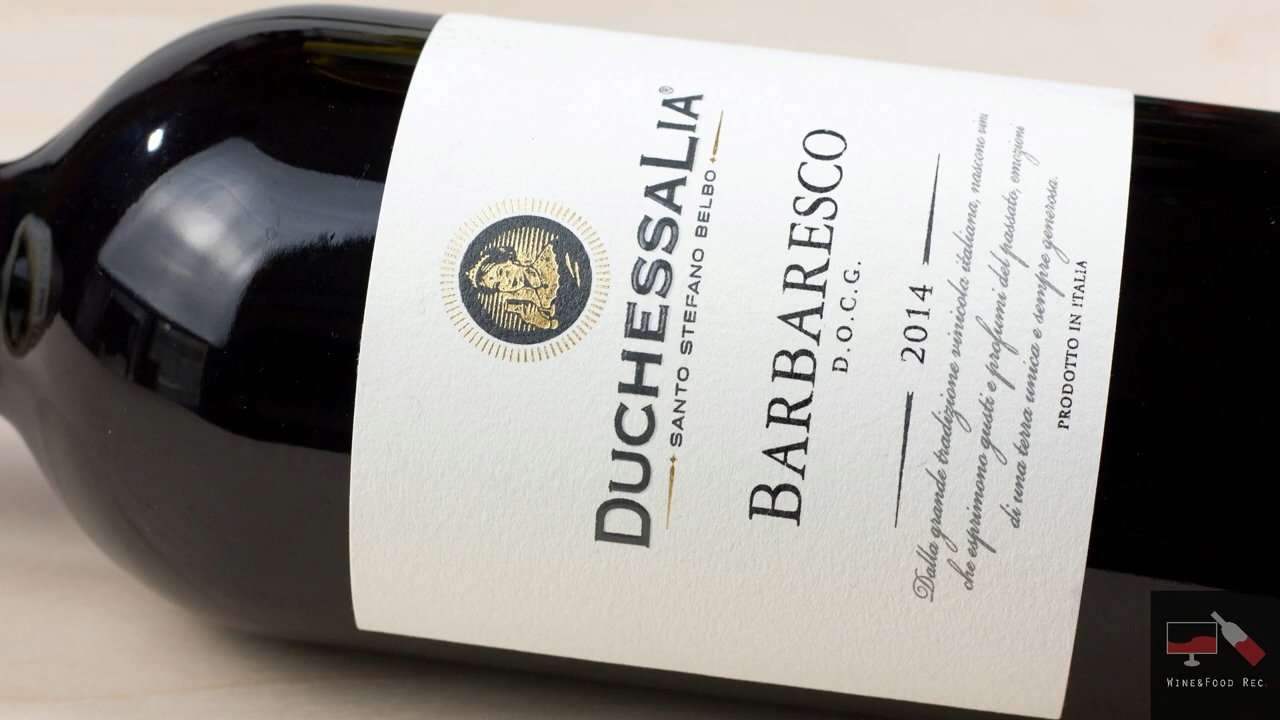 DUCHESSALIA®
SANTO STEFANO BELBO
BARBARESCO
D.O.C.G.
2014
Dalla grande tradizione vinicola italiana, nascono vini
che esprimono gusti e profumi del passato, emozioni
di una terra unica e sempre generosa.
PRODOTTO IN ITALIA
WINE&FOOD REC.